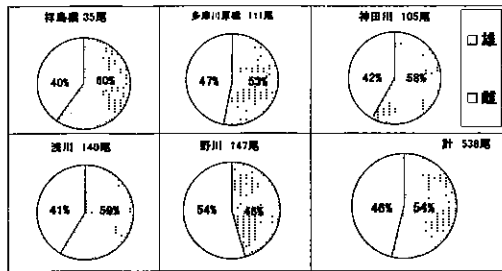 拝島橋 35尾
40%
60%
多摩川原橋 111尾
47%
53%
神田川 105尾
42%
58%
雄
雌
浅川 140尾
41%
59%
野川 147尾
54%
46%
計 538尾
46%
54%